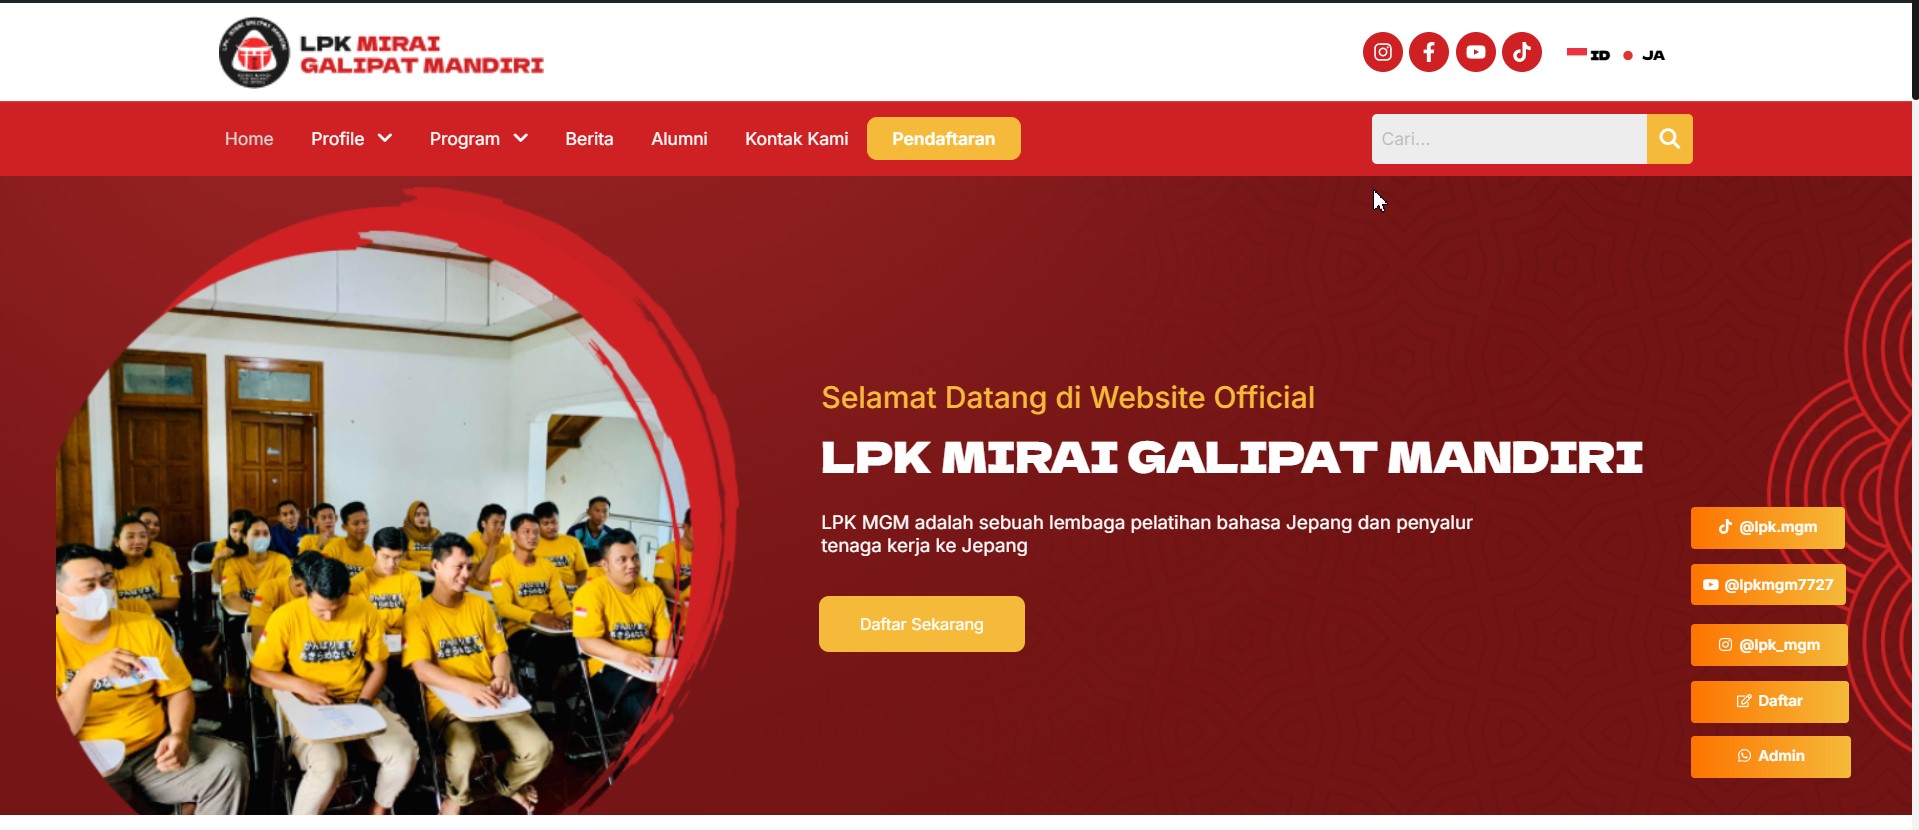 LPK MIRAI
GALIPAT MANDIRI
ID JA
Home Profile Program Berita Alumni Kontak Kami Pendaftaran Cari...
Selamat Datang di Website Official
LPK MIRAI GALIPAT MANDIRI
LPK MGM adalah sebuah lembaga pelatihan bahasa Jepang dan penyalur
tenaga kerja ke Jepang
Daftar Sekarang
@lpk.mgm
@lpkmgm7727
@lpk_mgm
Daftar
Admin